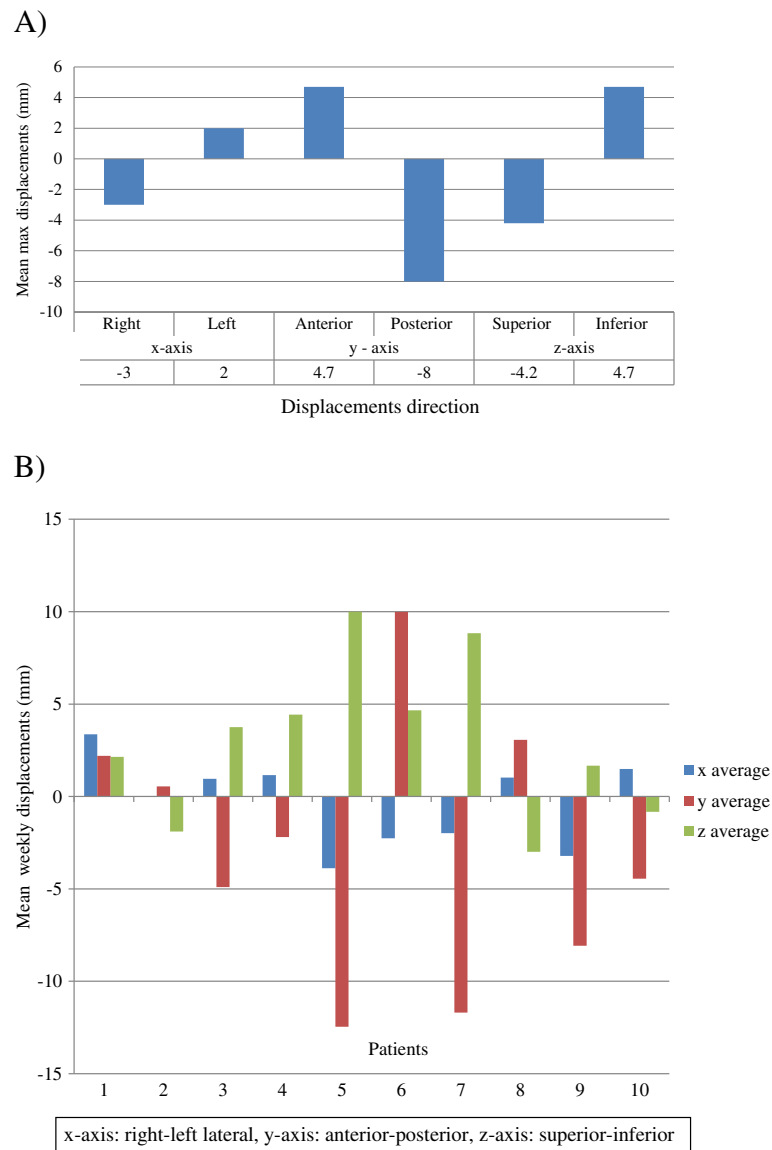 A)
Mean max displacements (mm)
6
4
2
0
-2
-4
-6
-8
-10
Right Left Anterior Posterior Superior Inferior
x-axis y - axis z-axis
-3 2 4.7 -8 -4.2 4.7
Displacements direction
B)
Mean weekly displacements (mm)
15
10
5
0
-5
-10
-15
x average
y average
z average
Patients
1 2 3 4 5 6 7 8 9 10
x-axis: right-left lateral, y-axis: anterior-posterior, z-axis: superior-inferior